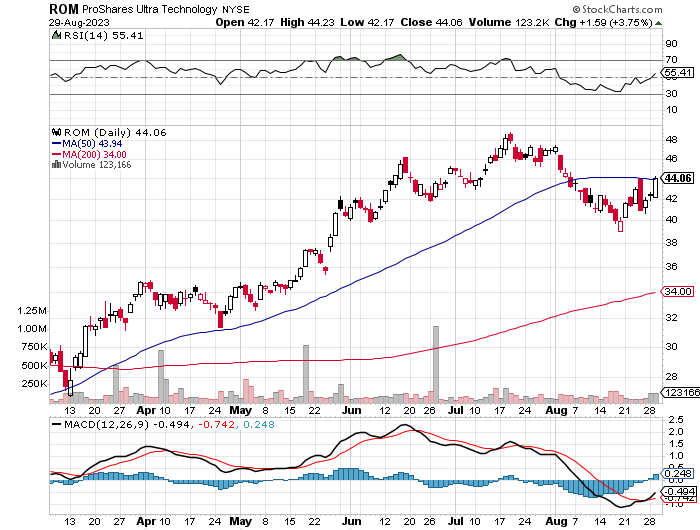 ROM ProShares Ultra Technology NYSE
© StockCharts.com
29-Aug-2023 Open 42.17 High 44.23 Low 42.17 Close 44.06 Volume 123.2K Chg +1.59 (+3.75%)
RSI(14) 55.41
90
70
55.41
50
30
10
ROM (Daily) 44.06
MA(50) 43.94
MA(200) 34.00
Volume 123,166
48
46
44.06
42
40
38
36
34.00
32
30
28
123166
1.25M
1.00M
750K
500K
250K
13 20 27 Apr 10 17 24 May 8 15 22 Jun 12 20 26 Jul 10 17 24 Aug 7 14 21 28
MACD(12,26,9) -0.494, -0.742, 0.248
2.5
2.0
1.5
1.0
0.5
0.248
-0.494
-0.742
-1.0
13 20 27 Apr 10 17 24 May 8 15 22 Jun 12 20 26 Jul 10 17 24 Aug 7 14 21 28